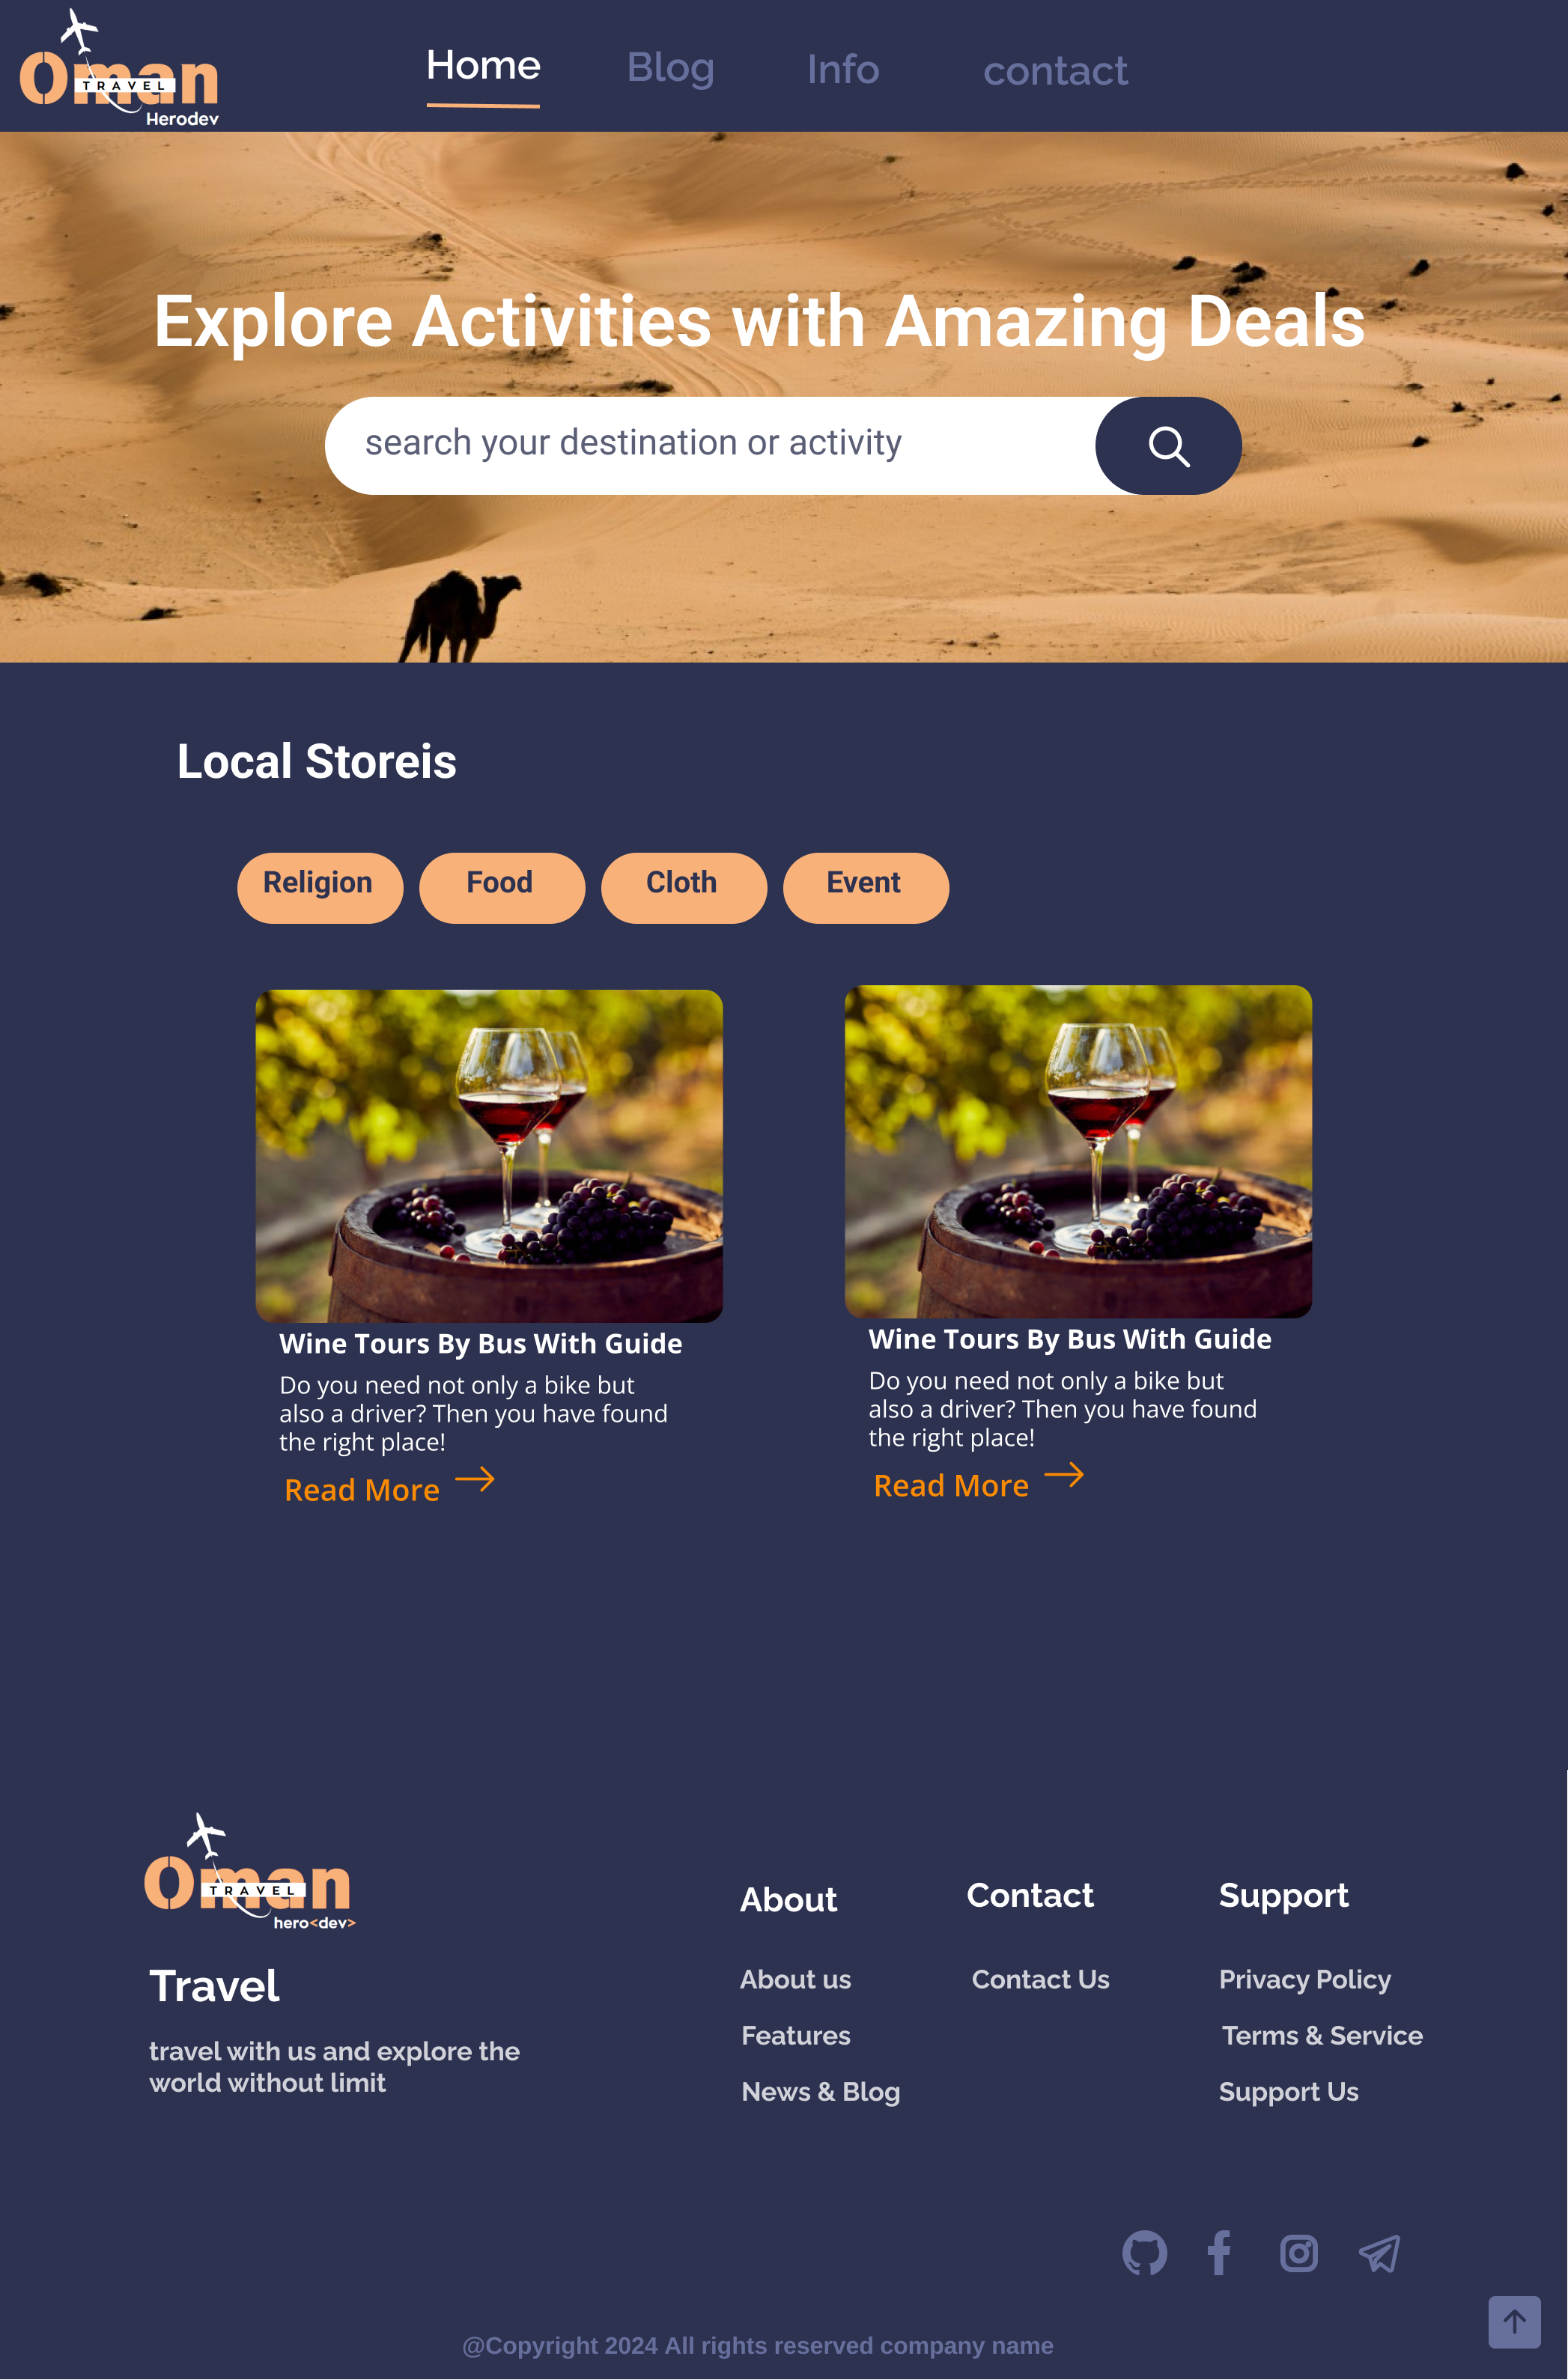 Oman
TRAVEL
Herodev
Home
Blog
Info
contact
Explore Activities with Amazing Deals
search your destination or activity
Local Storeis
Religion
Food
Cloth
Event
Wine Tours By Bus With Guide
Do you need not only a bike but
also a driver? Then you have found
the right place!
Read More
Wine Tours By Bus With Guide
Do you need not only a bike but
also a driver? Then you have found
the right place!
Read More
Oman
TRAVEL
hero<dev>
Travel
travel with us and explore the
world without limit
About
About us
Features
News & Blog
Contact
Contact Us
Support
Privacy Policy
Terms & Service
Support Us
@Copyright 2024 All rights reserved company name